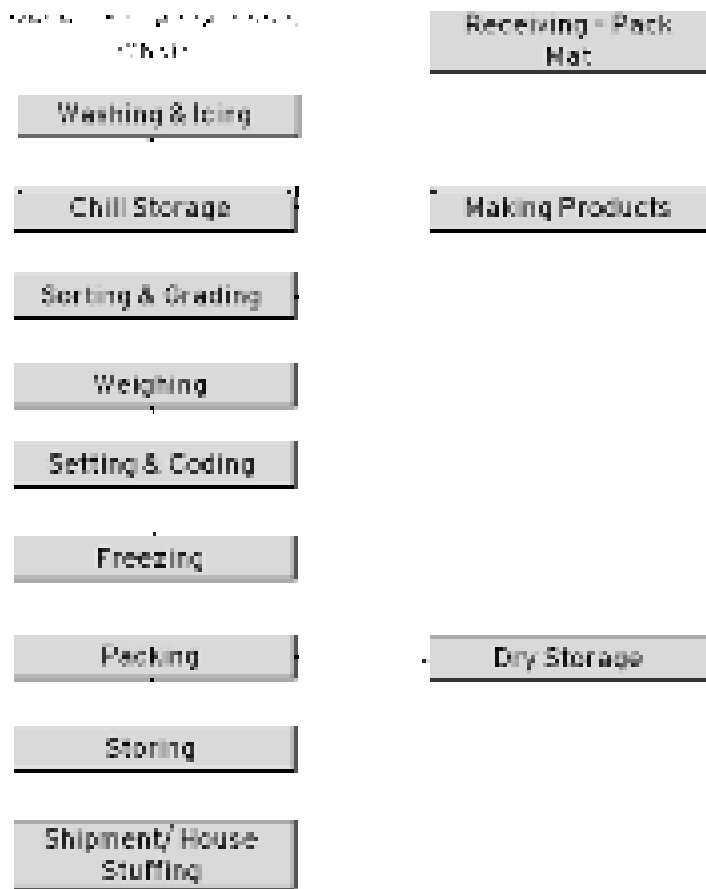 Receiving - Pack
Mat
Washing & Icing
Chill Storage
Making Products
Sorting & Grading
Weighing
Setting & Coding
Freezing
Packing
Dry Storage
Storing
Shipment/ House
Stuffing